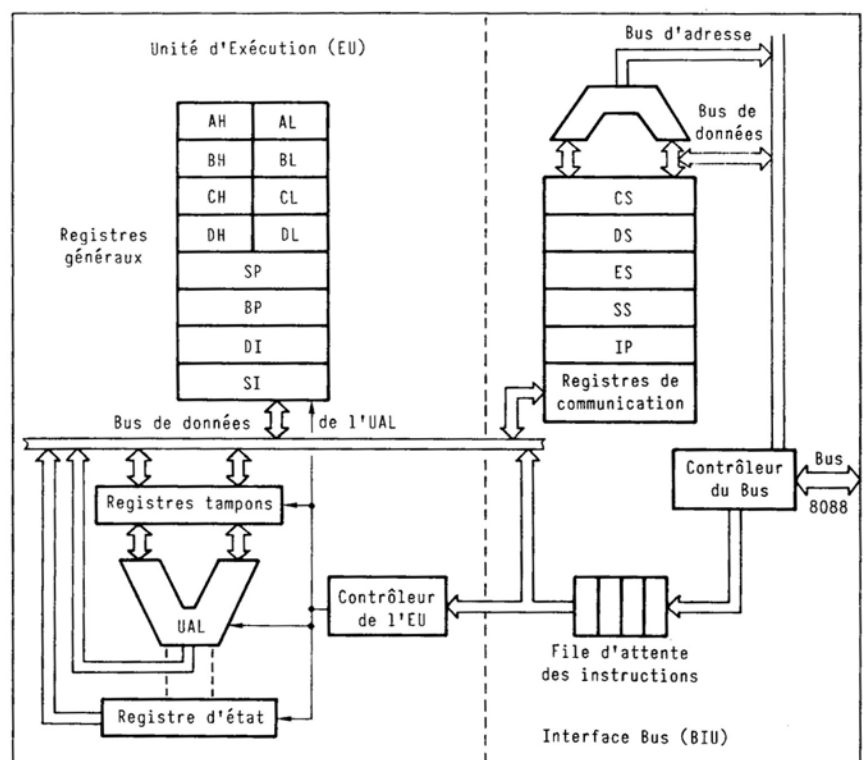 Unité d'Exécution (EU)
Bus d'adresse
AH AL
BH BL
CH CL
DH DL
SP
BP
DI
SI
Registres
généraux
Bus de
données
CS
DS
ES
SS
IP
Registres de
communication
Bus de données de l'UAL
Registres tampons
UAL
Registre d'état
Contrôleur
de l'EU
Contrôleur
du Bus
Bus
8088
File d'attente
des instructions
Interface Bus (BIU)